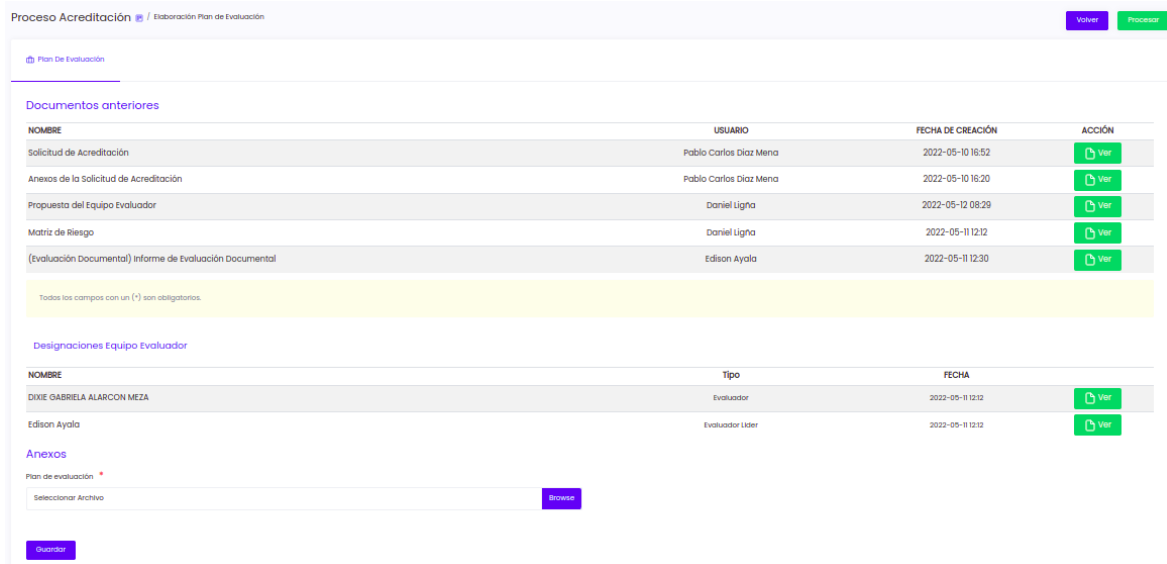 Proceso Acreditación / Elaboración Plan de Evaluación
Volver Procesar
Plan De Evaluación
Documentos anteriores
NOMBRE USUARIO FECHA DE CREACIÓN ACCIÓN
Solicitud de Acreditación Pablo Carlos Diaz Mena 2022-05-10 16:52 Ver
Anexos de la Solicitud de Acreditación Pablo Carlos Diaz Mena 2022-05-10 16:20 Ver
Propuesta del Equipo Evaluador Daniel Ligña 2022-05-12 08:29 Ver
Matriz de Riesgo Daniel Ligña 2022-05-11 12:12 Ver
(Evaluación Documental) Informe de Evaluación Documental Edison Ayala 2022-05-11 12:30 Ver
Todos los campos con un (*) son obligatorios.
Designaciones Equipo Evaluador
NOMBRE Tipo FECHA
DIXIE GABRIELA ALARCON MEZA Evaluador 2022-05-11 12:12 Ver
Edison Ayala Evaluador Lider 2022-05-11 12:12 Ver
Anexos
Plan de evaluación *
Seleccionar Archivo Browse
Guardar